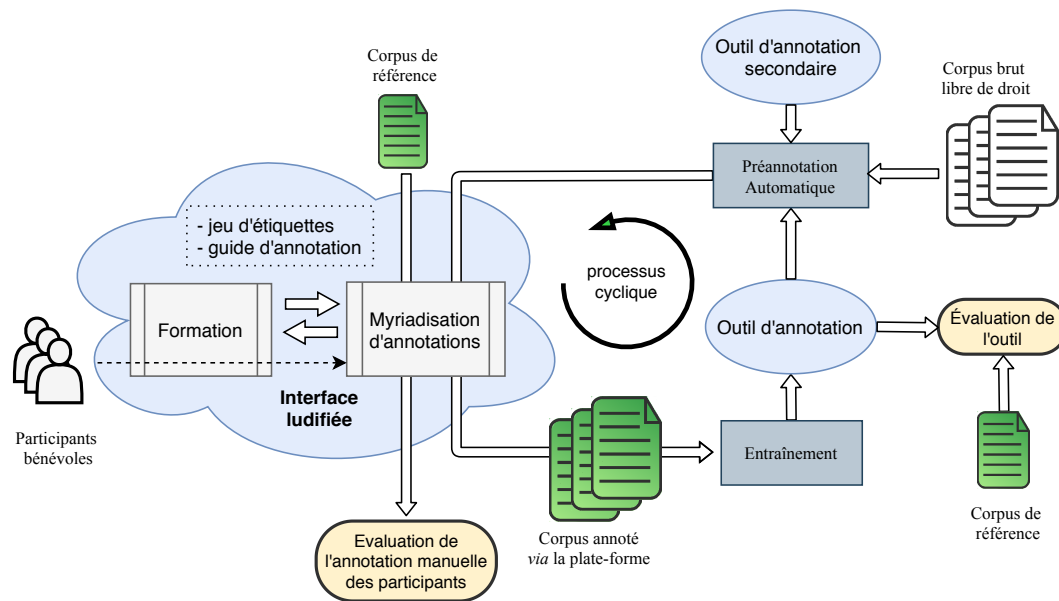 Corpus de
référence
Outil d'annotation
secondaire
Corpus brut
libre de droit
Préannotation
Automatique
- jeu d'étiquettes
- guide d'annotation
processus
cyclique
Formation
Myriadisation
d'annotations
Outil d'annotation
Évaluation de
l'outil
Interface
ludifiée
Participants
bénévoles
Entraînement
Corpus annoté
via la plate-forme
Corpus de
référence
Evaluation de
l'annotation manuelle
des participants